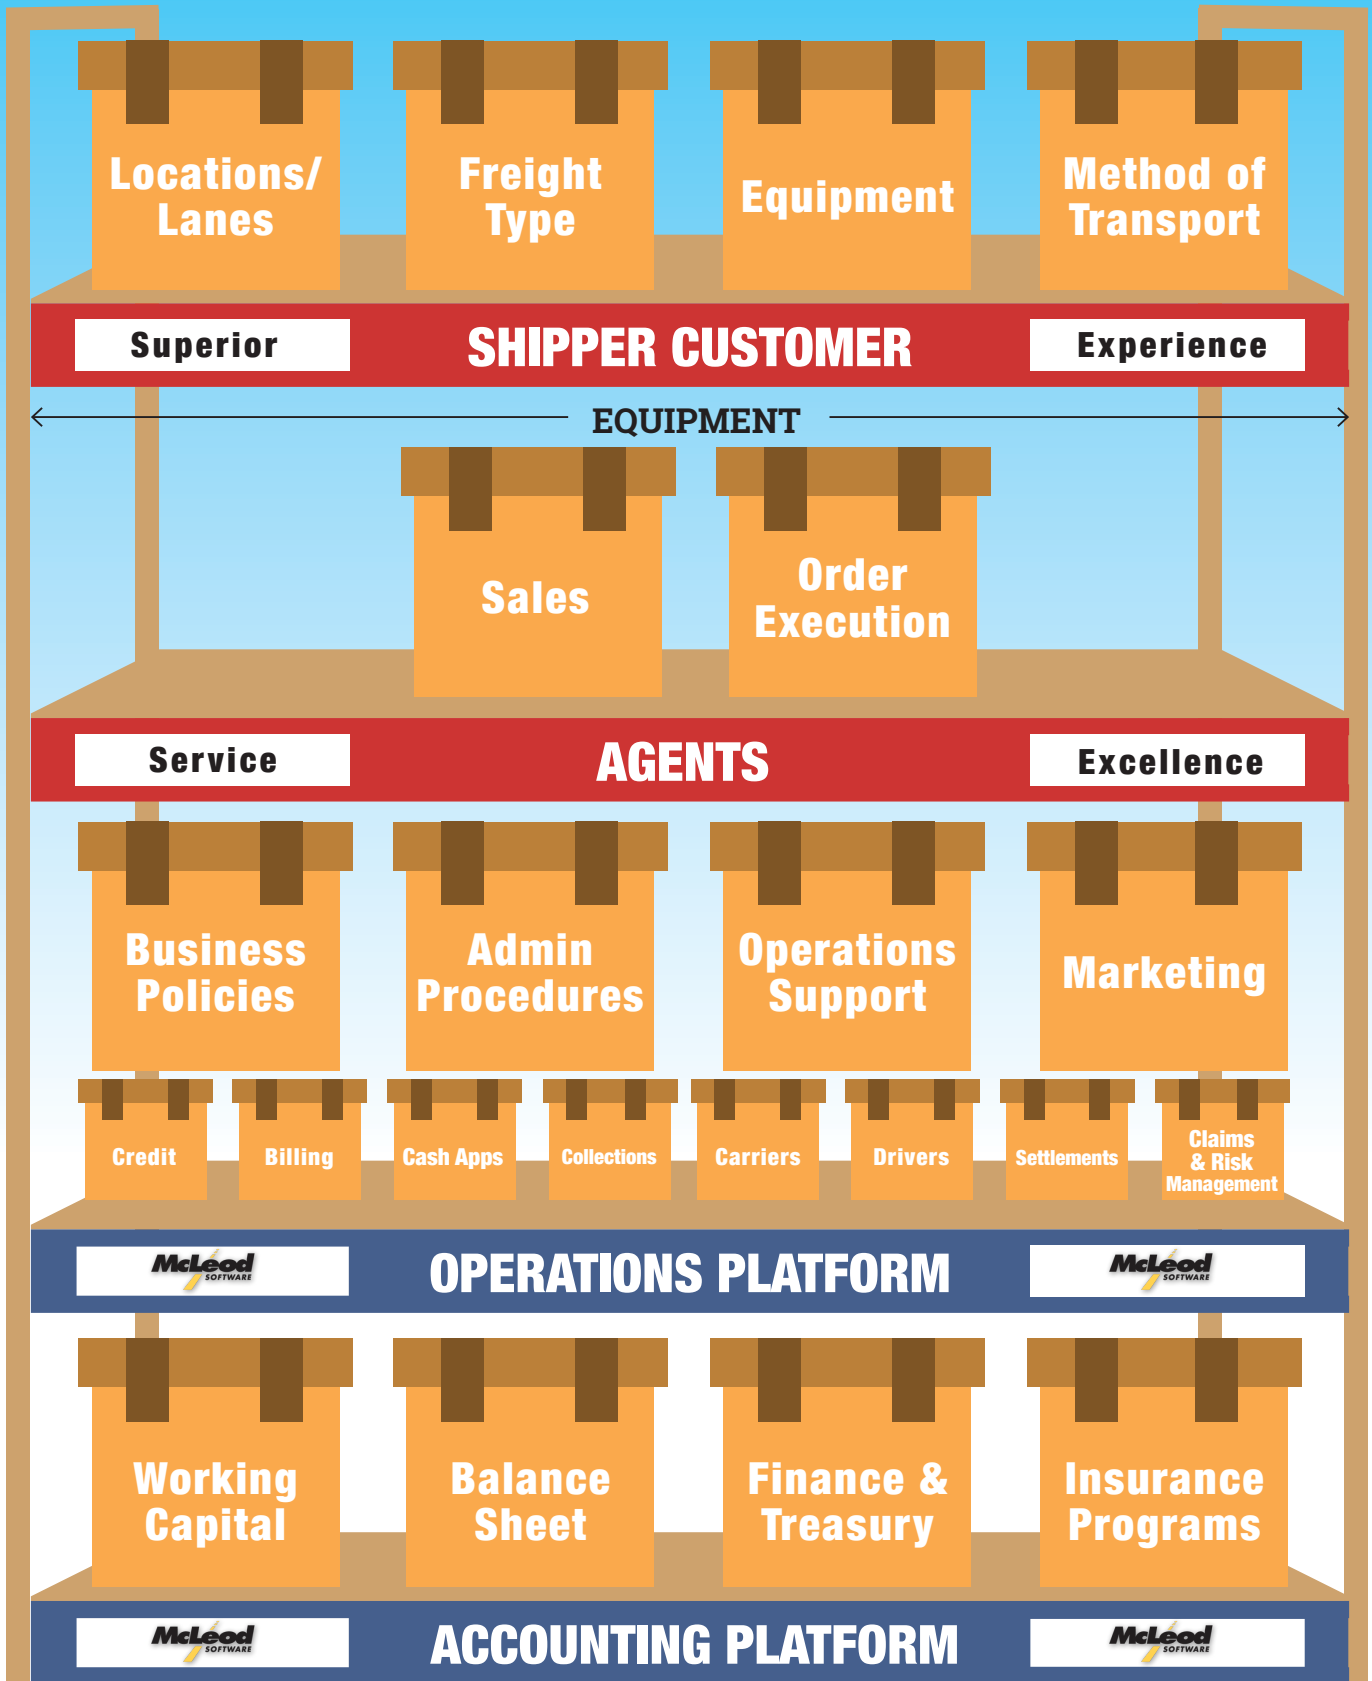 Locations/
Lanes
Freight
Type
Equipment
Method of
Transport
Superior
SHIPPER CUSTOMER
Experience
EQUIPMENT
Sales
Order
Execution
Service
AGENTS
Excellence
Business
Policies
Admin
Procedures
Operations
Support
Marketing
Credit
Billing
Cash Apps
Collections
Carriers
Drivers
Settlements
Claims
& Risk
Management
McLeod
SOFTWARE
OPERATIONS PLATFORM
McLeod
SOFTWARE
Working
Capital
Balance
Sheet
Finance &
Treasury
Insurance
Programs
McLeod
SOFTWARE
ACCOUNTING PLATFORM
McLeod
SOFTWARE